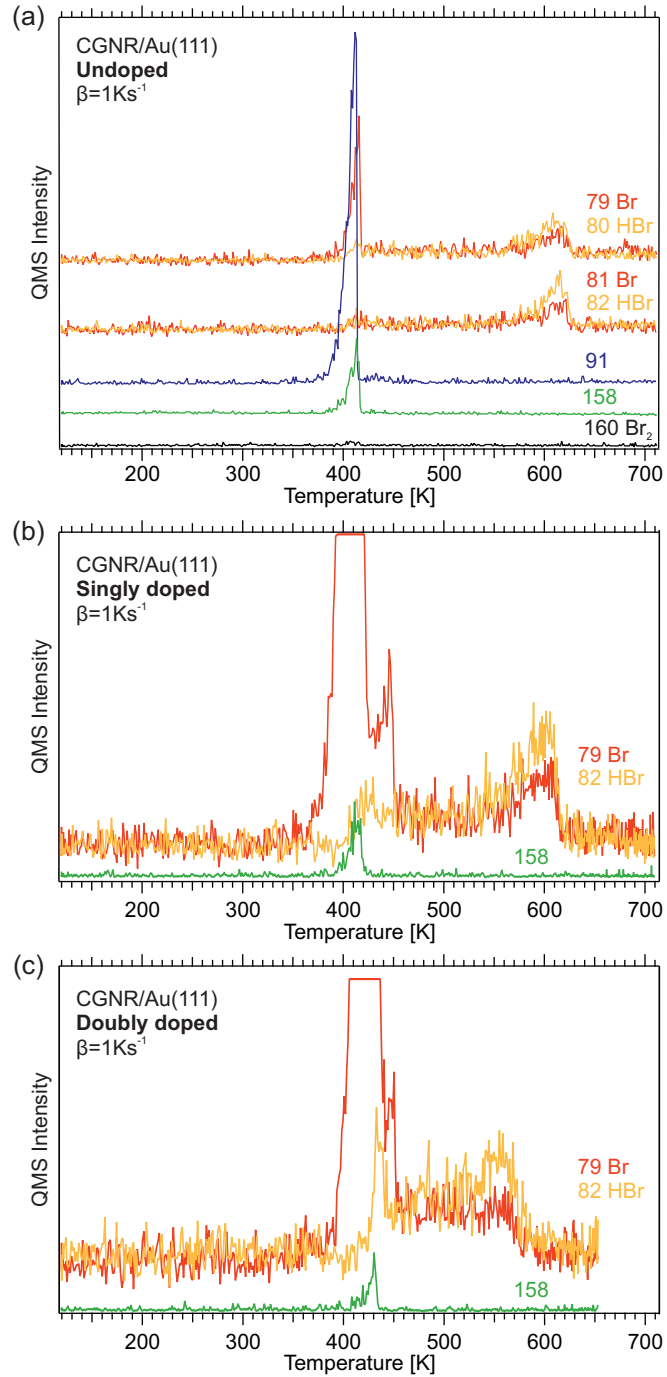 (a)
CGNR/Au(111)
Undoped
β=1Ks⁻¹
QMS Intensity
79 Br
80 HBr
81 Br
82 HBr
91
158
160 Br₂
200 300 400 500 600 700
Temperature [K]
(b)
CGNR/Au(111)
Singly doped
β=1Ks⁻¹
QMS Intensity
79 Br
82 HBr
158
200 300 400 500 600 700
Temperature [K]
(c)
CGNR/Au(111)
Doubly doped
β=1Ks⁻¹
QMS Intensity
79 Br
82 HBr
158
200 300 400 500 600 700
Temperature [K]